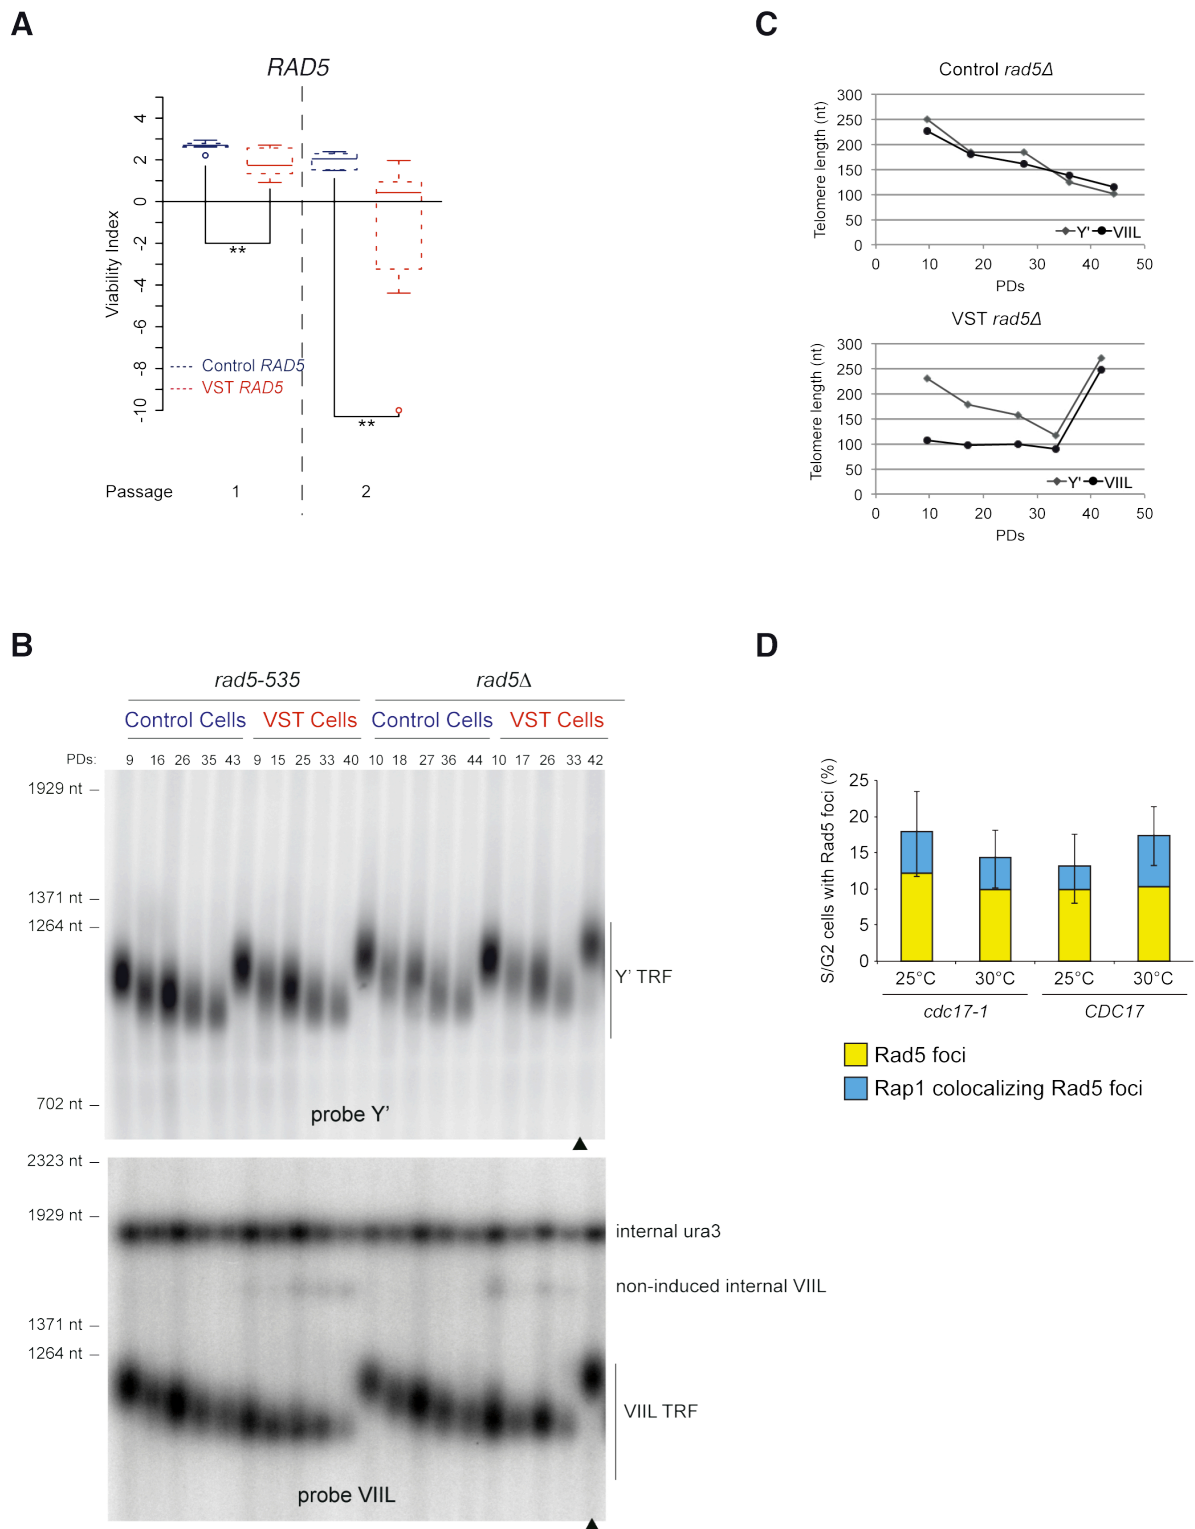 A
RAD5
4
2
0
-2
-4
-6
-8
-10
Viability Index
**
**
Control RAD5
VST RAD5
Passage 1 2
C
Control rad5Δ
300
250
200
150
100
50
0
Telomere length (nt)
Y' VIIL
0 10 20 30 40 50
PDs
VST rad5Δ
300
250
200
150
100
50
0
Telomere length (nt)
Y' VIIL
0 10 20 30 40 50
PDs
B
rad5-535 rad5Δ
Control Cells VST Cells Control Cells VST Cells
PDs: 9 16 26 35 43 9 15 25 33 40 10 18 27 36 44 10 17 26 33 42
1929 nt
1371 nt
1264 nt
Y' TRF
702 nt
probe Y'
2323 nt
1929 nt
internal ura3
non-induced internal VIIL
1371 nt
1264 nt
VIIL TRF
probe VIIL
D
25
20
15
10
5
0
S/G2 cells with Rad5 foci (%)
25°C 30°C 25°C 30°C
cdc17-1 CDC17
Rad5 foci
Rap1 colocalizing Rad5 foci